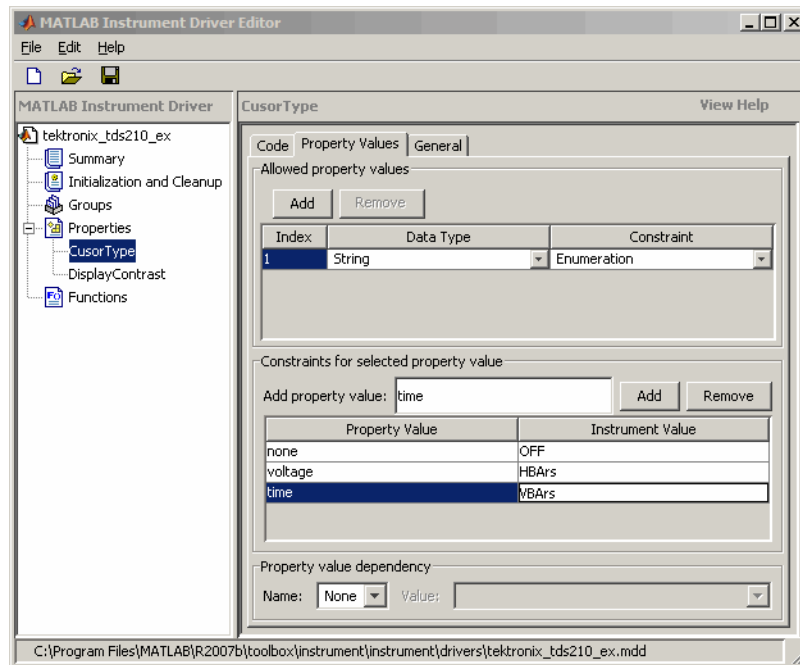 MATLAB Instrument Driver Editor
File Edit Help
MATLAB Instrument Driver
CusorType View Help
tektronix_tds210_ex
Summary
Initialization and Cleanup
Groups
Properties
CusorType
DisplayContrast
Functions
Code Property Values General
Allowed property values
Add Remove
Index Data Type Constraint
1 String Enumeration
Constraints for selected property value
Add property value: time Add Remove
Property Value Instrument Value
none OFF
voltage HBArs
time VBArs
Property value dependency
Name: None Value:
C:\Program Files\MATLAB\R2007b\toolbox\instrument\instrument\drivers\tektronix_tds210_ex.mdd